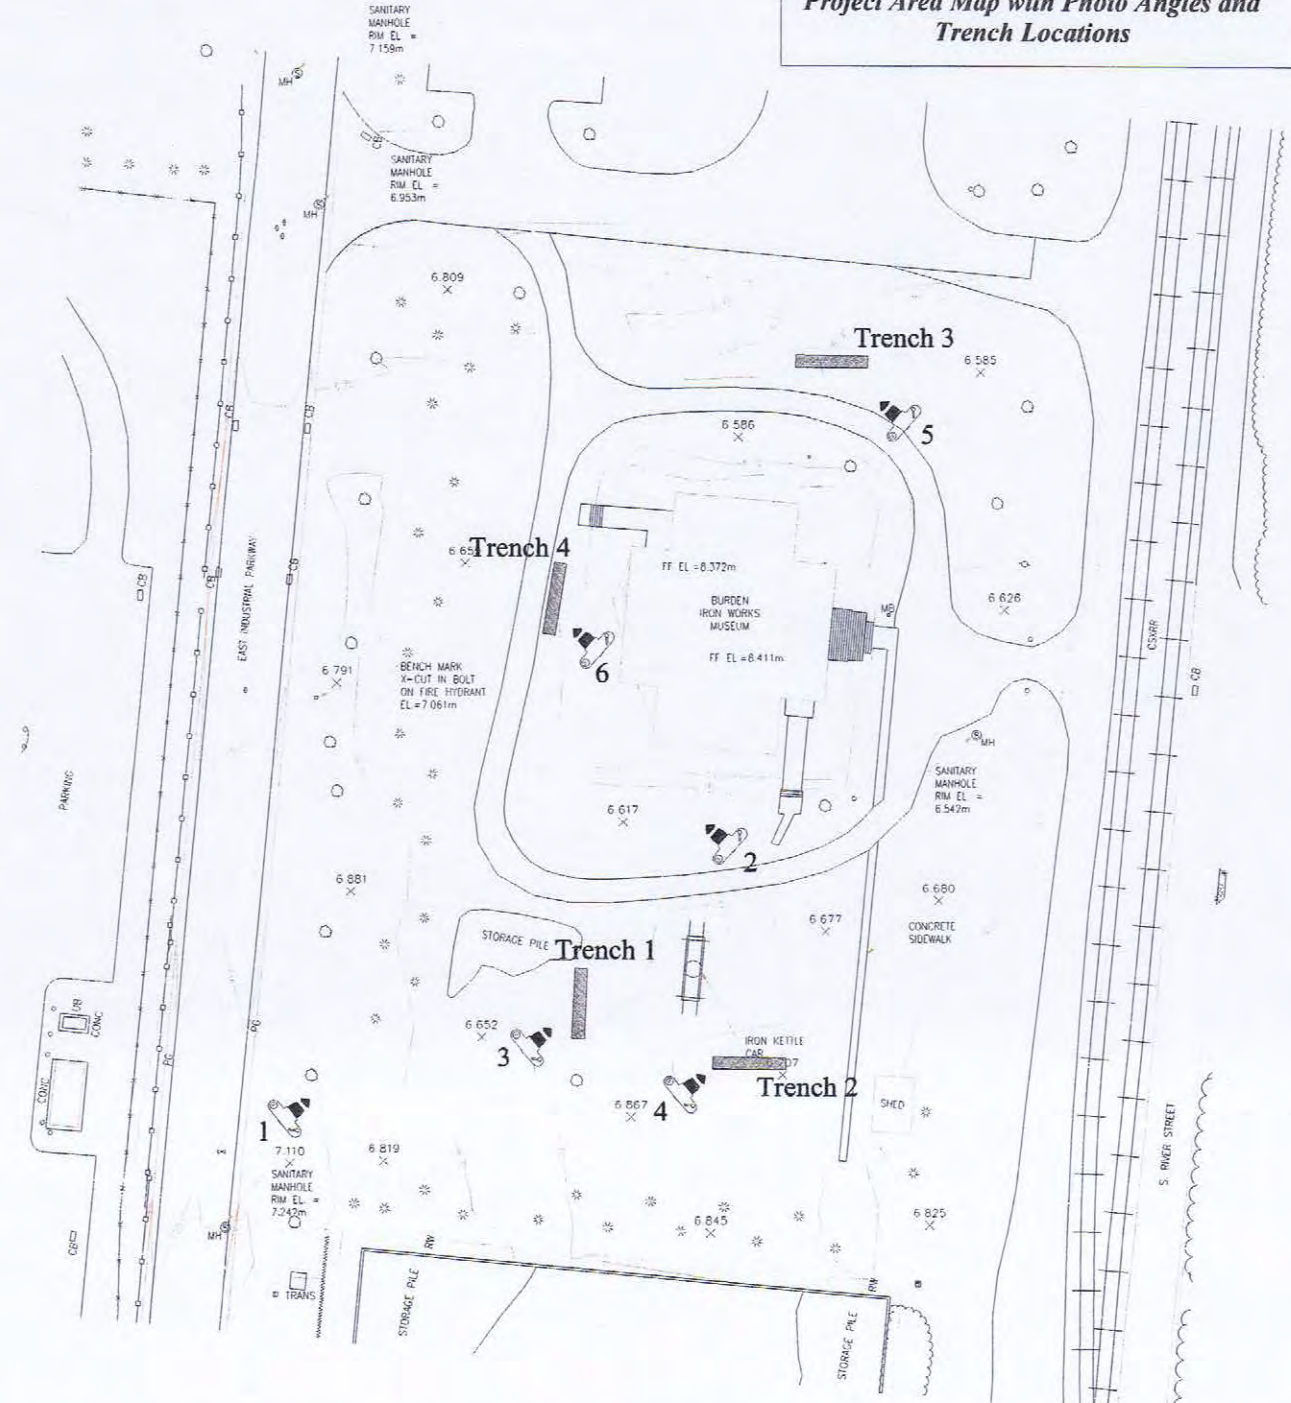 Project Area Map with Photo Angles and
Trench Locations
SANITARY
MANHOLE
RIM EL =
7.159m
MH
CB
SANITARY
MANHOLE
RIM EL =
6.953m
MH
6.809
Trench 3
6.585
CB
CB
6.586
5
EAST INDUSTRIAL PARKWAY
Trench 4
CB
CB
CB
FF EL =8.372m
BURDEN
IRON WORKS
MUSEUM
FF EL =8.411m
MB
6.626
CSXRR
CB
6
6.791
BENCH MARK
X-CUT IN BOLT
ON FIRE HYDRANT
EL =7.061m
MH
SANITARY
MANHOLE
RIM EL =
6.542m
PARKING
6.617
2
6.881
6.680
6.677
CONCRETE
SIDEWALK
STORAGE PILE
Trench 1
UB
CONC
PG
PG
6.652
3
IRON KETTLE
CAR
Trench 2
CONC
4
6.867
SHED
1
7.110
6.819
SANITARY
MANHOLE
RIM EL =
7.242m
S. RIVER STREET
6.845
6.825
MH
CB
RW
RW
TRANS
STORAGE PILE
STORAGE PILE